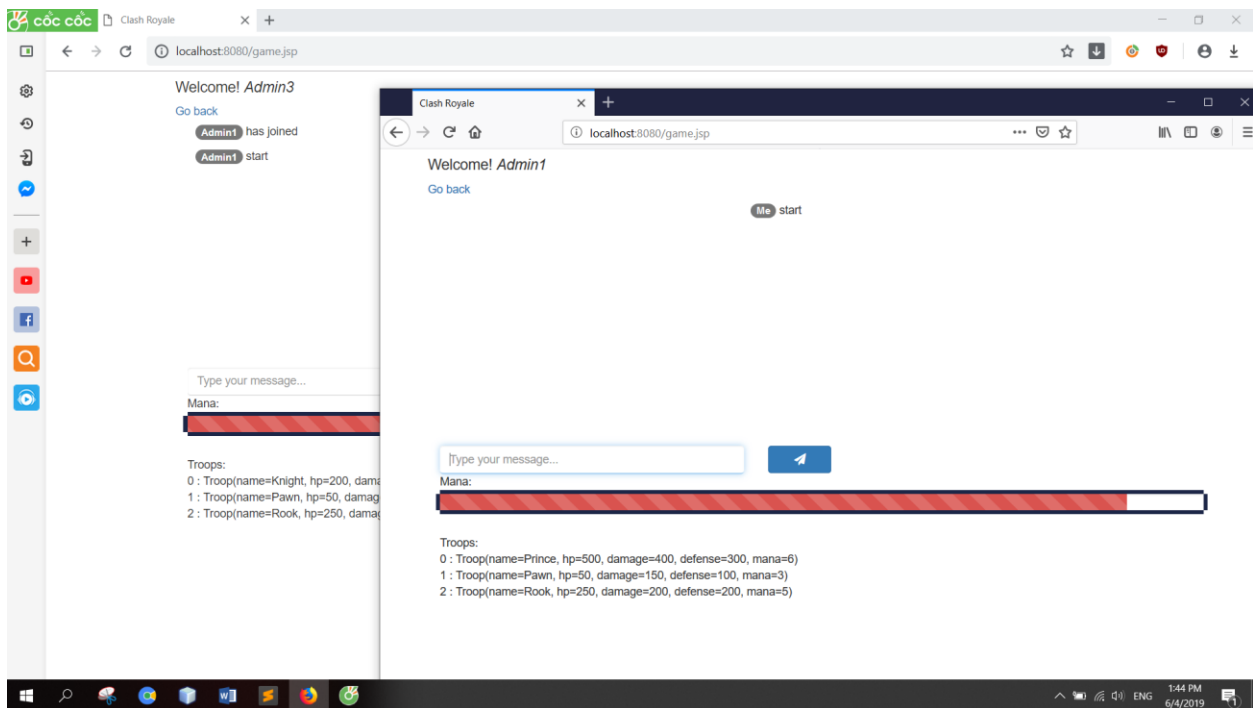 cốc cốc
Clash Royale
localhost:8080/game.jsp
Welcome! Admin3
Go back
Admin1 has joined
Admin1 start
Type your message...
Mana:
Troops:
0 : Troop(name=Knight, hp=200,
1 : Troop(name=Pawn, hp=50,
2 : Troop(name=Rook, hp=250,
Clash Royale
localhost:8080/game.jsp
Welcome! Admin1
Go back
Me start
Type your message...
Mana:
Troops:
0 : Troop(name=Prince, hp=500, damage=400, defense=300, mana=6)
1 : Troop(name=Pawn, hp=50, damage=150, defense=100, mana=3)
2 : Troop(name=Rook, hp=250, damage=200, defense=200, mana=5)
ENG
1:44 PM
6/4/2019